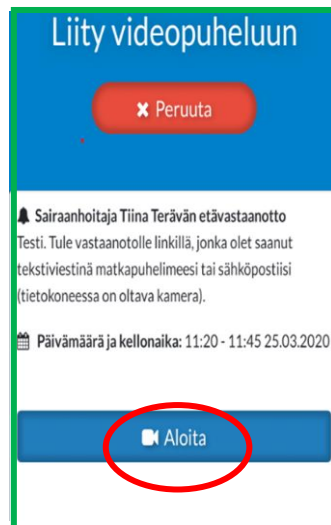 Liity videopuheluun
Peruuta
Sairaanhoitaja Tiina Terävän etävastaanotto
Testi. Tule vastaanotolle linkillä, jonka olet saanut
tekstiviestinä matkapuhelimeesi tai sähköpostiisi
(tietokoneessa on oltava kamera).
Päivämäärä ja kellonaika: 11:20 - 11:45 25.03.2020
Aloita